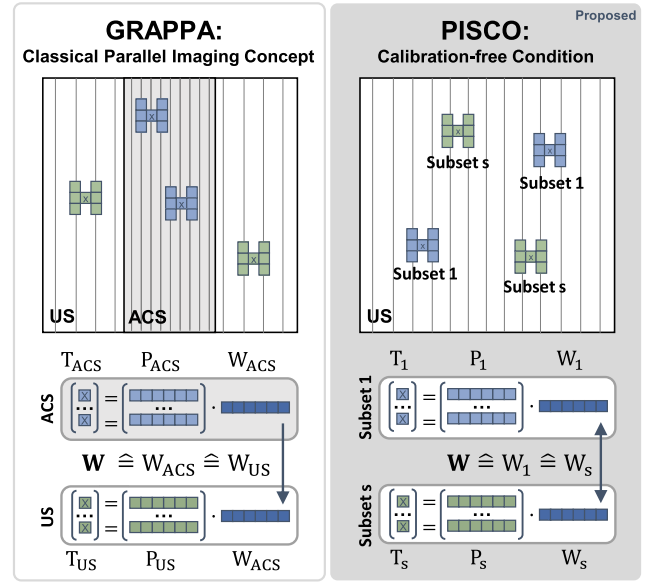 GRAPPA:
Classical Parallel Imaging Concept
X
X
X
X
US
ACS
T_ACS P_ACS W_ACS
ACS
X
... = ... ·
X =
W ≙ W_ACS ≙ W_US
US
X
... = ... ·
X =
T_US P_US W_ACS
Proposed
PISCO:
Calibration-free Condition
X
Subset s
X
Subset 1
X
Subset 1
X
Subset s
US
T_1 P_1 W_1
Subset 1
X
... = ... ·
X =
W ≙ W_1 ≙ W_s
Subset s
X
... = ... ·
X =
T_s P_s W_s